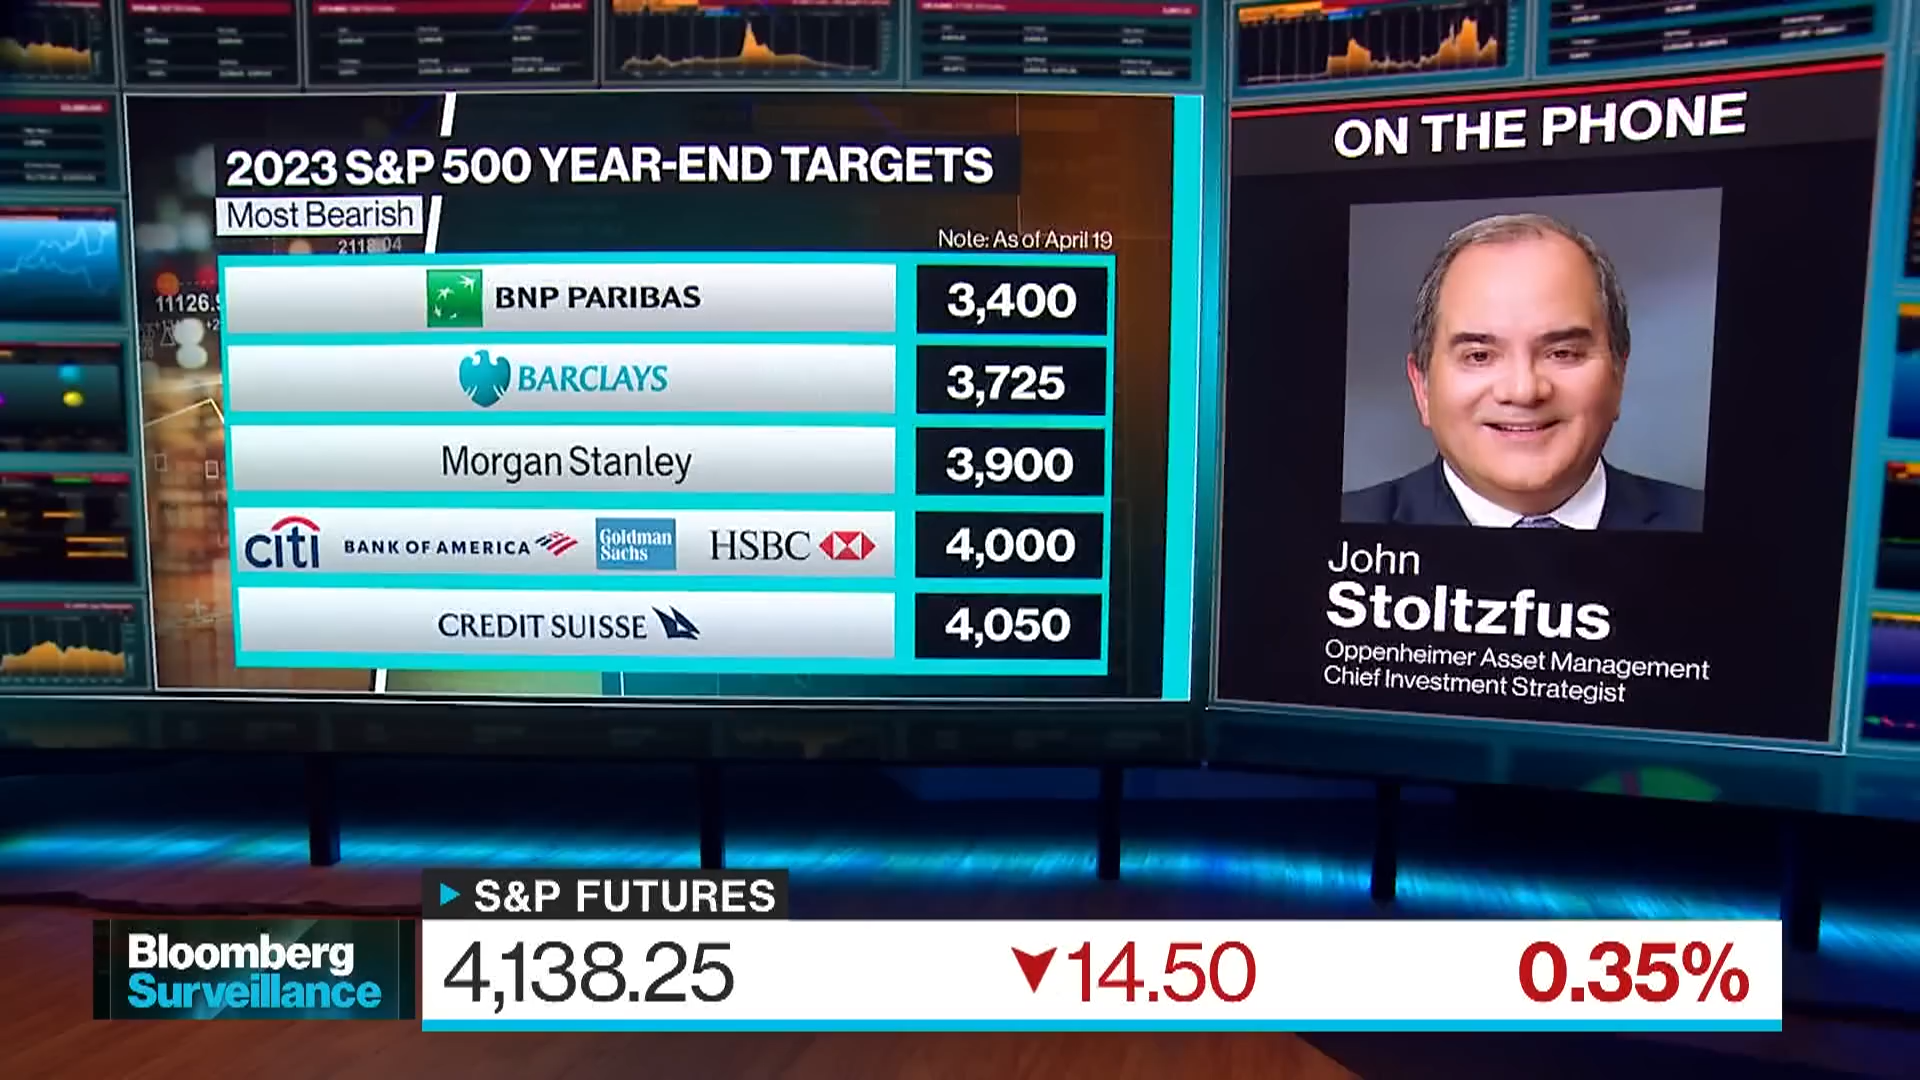 2023 S&P 500 YEAR-END TARGETS
Most Bearish
2118.04
Note: As of April 19
11126.
BNP PARIBAS 3,400
BARCLAYS 3,725
Morgan Stanley 3,900
citi BANK OF AMERICA Goldman Sachs HSBC 4,000
CREDIT SUISSE 4,050
ON THE PHONE
John
Stoltzfus
Oppenheimer Asset Management
Chief Investment Strategist
S&P FUTURES
Bloomberg
Surveillance
4,138.25 14.50 0.35%